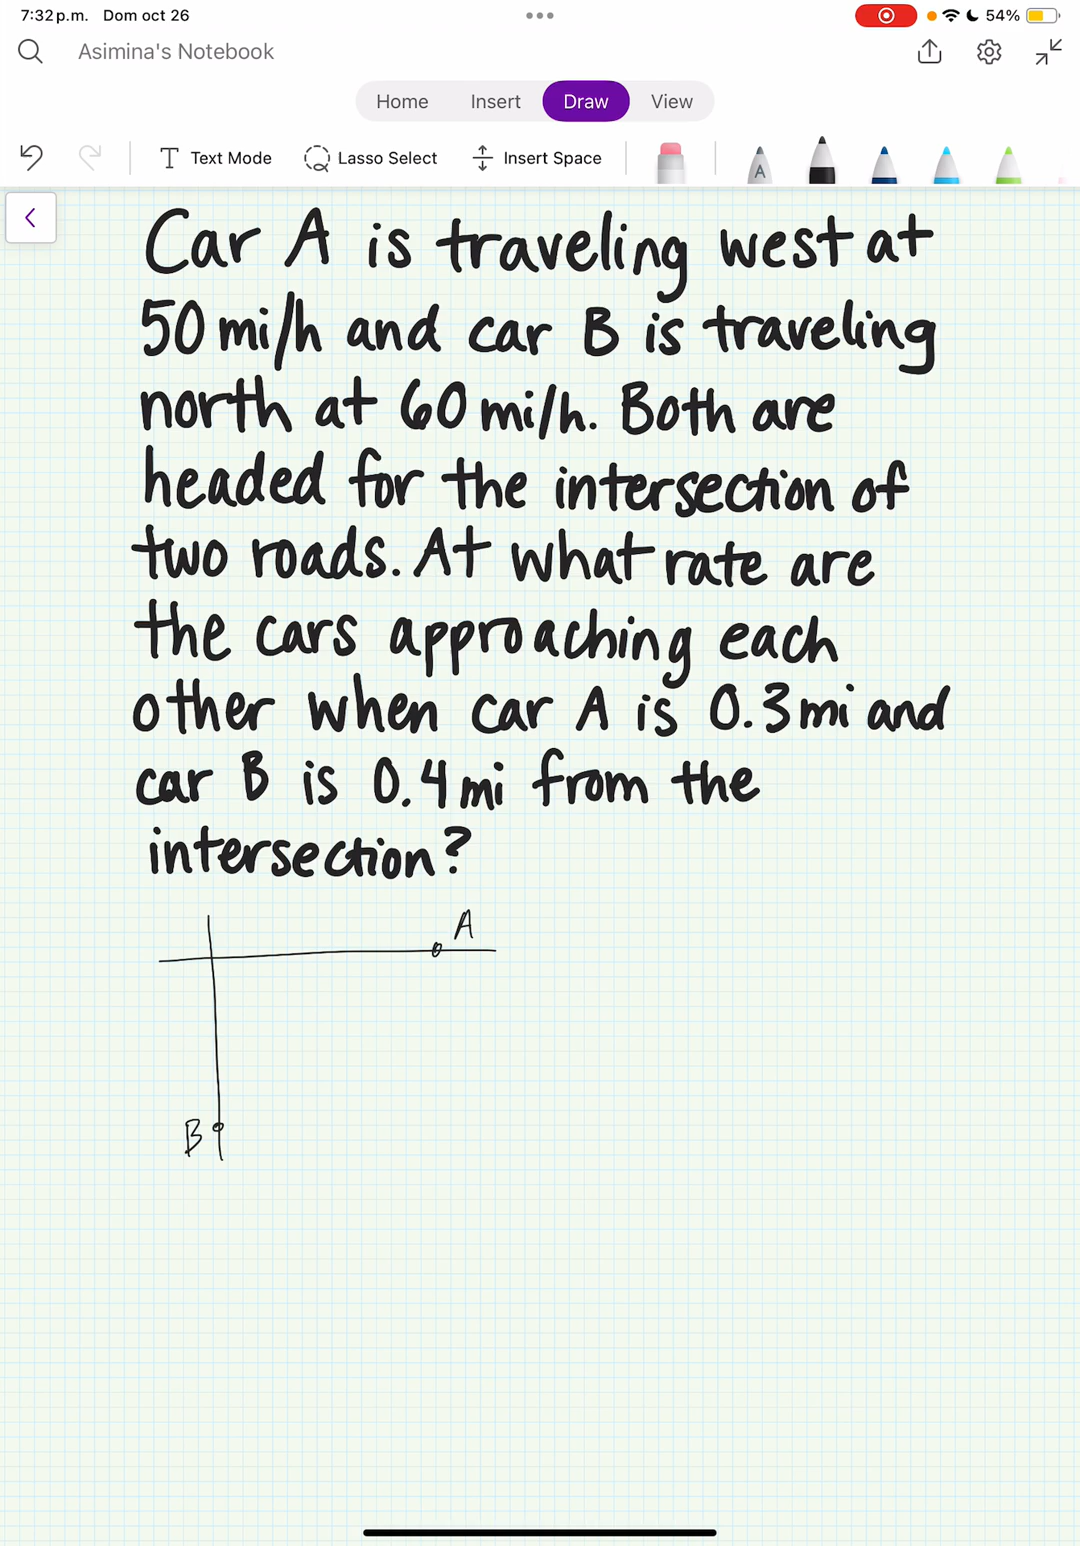 7:32 p.m. Dom oct 26 54%
Asimina's Notebook
Home Insert Draw View
Text Mode Lasso Select Insert Space A
Car A is traveling west at
50 mi/h and car B is traveling
north at 60 mi/h. Both are
headed for the intersection of
two roads. At what rate are
the cars approaching each
other when car A is 0.3 mi and
car B is 0.4 mi from the
intersection?
A
B